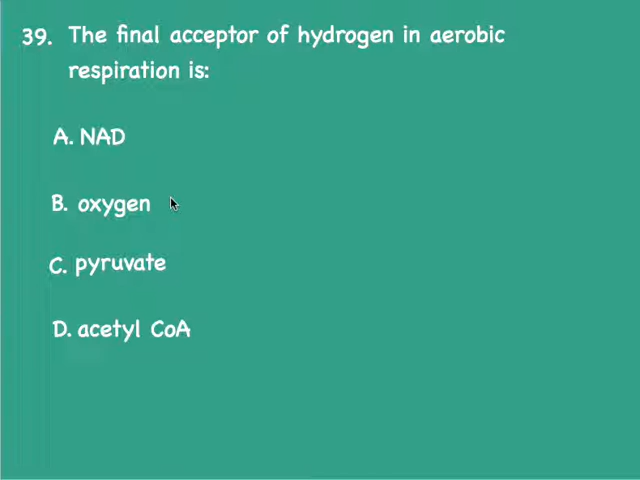 39. The final acceptor of hydrogen in aerobic
respiration is:
A. NAD
B. oxygen
C. pyruvate
D. acetyl CoA